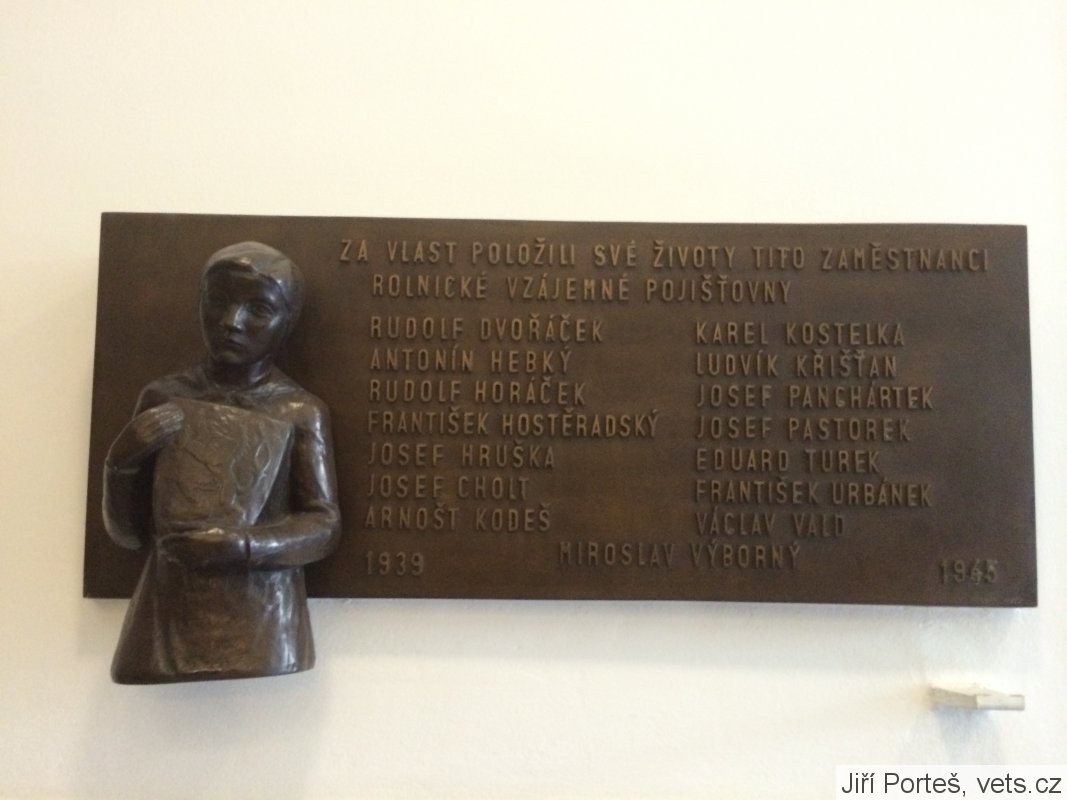 ZA VLAST POLOŽILI SVÉ ŽIVOTY TITO ZAMĚSTNANCI
ROLNICKÉ VZÁJEMNÉ POJIŠŤOVNY
RUDOLF DVOŘÁČEK
ANTONÍN HEBKÝ
RUDOLF HORÁČEK
FRANTIŠEK HOSTĚRADSKÝ
JOSEF HRUŠKA
JOSEF CHOLT
ARNOŠT KODEŠ
KAREL KOSTELKA
LUDVÍK KŘIŠŤAN
JOSEF PANCHÁRTEK
JOSEF PASTOREK
EDUARD TUREK
FRANTIŠEK URBÁNEK
VÁCLAV VALD
MIROSLAV VÝBORNÝ
1939
1945
Jiří Porteš, vets.cz